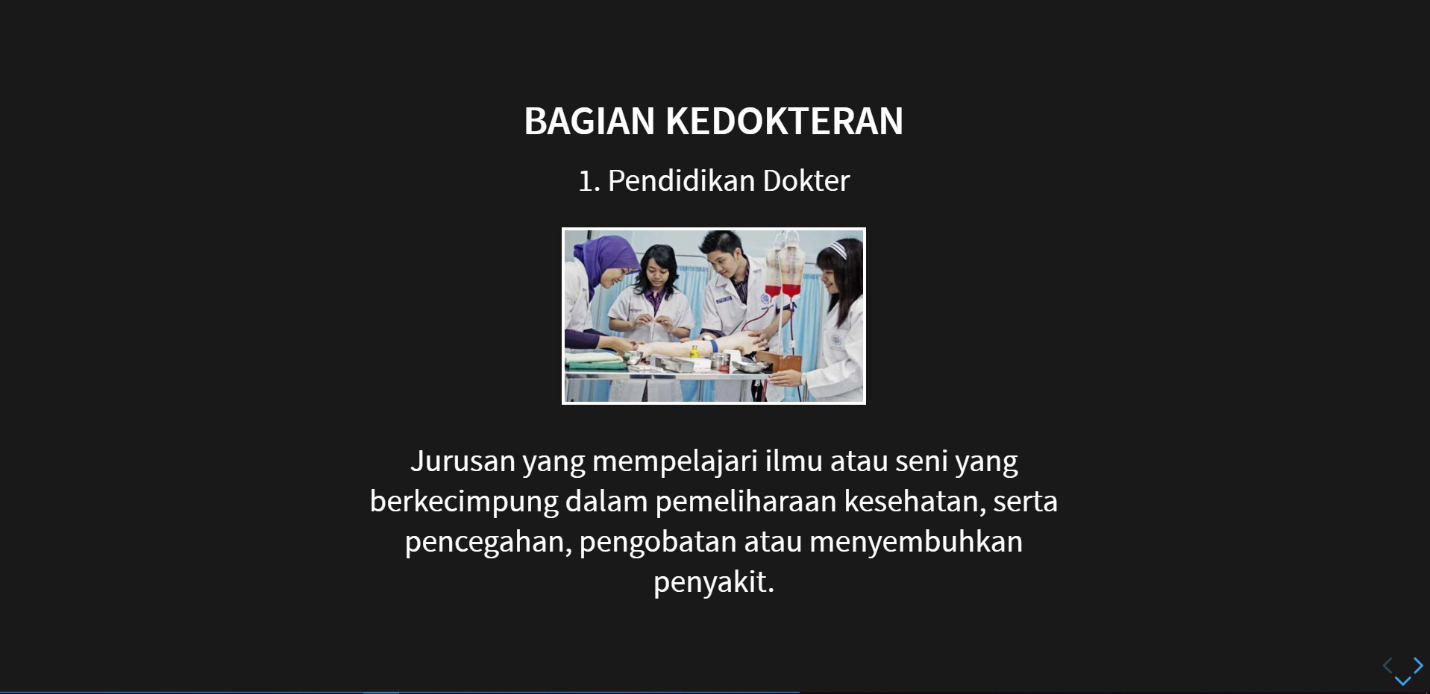 BAGIAN KEDOKTERAN
1. Pendidikan Dokter
Jurusan yang mempelajari ilmu atau seni yang
berkecimpung dalam pemeliharaan kesehatan, serta
pencegahan, pengobatan atau menyembuhkan
penyakit.